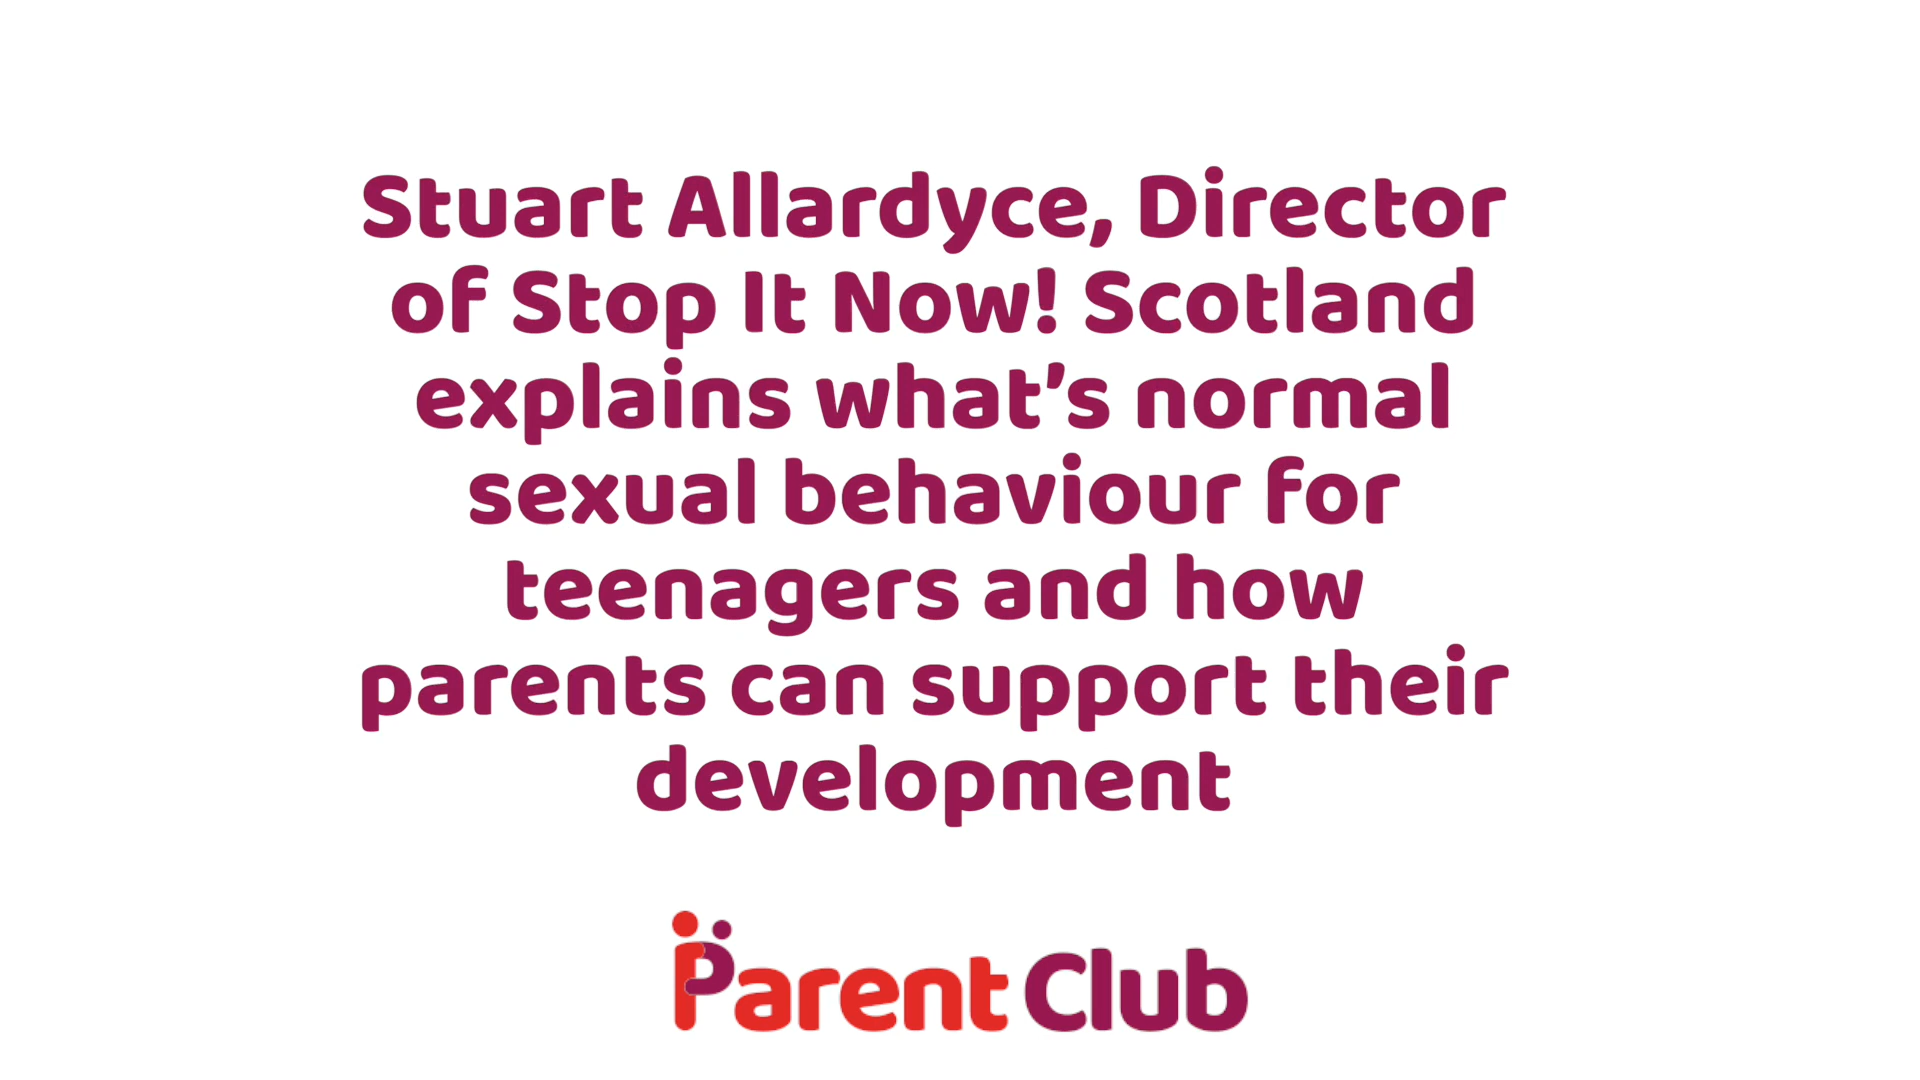 Stuart Allardyce, Director
of Stop It Now! Scotland
explains what’s normal
sexual behaviour for
teenagers and how
parents can support their
development
Parent Club